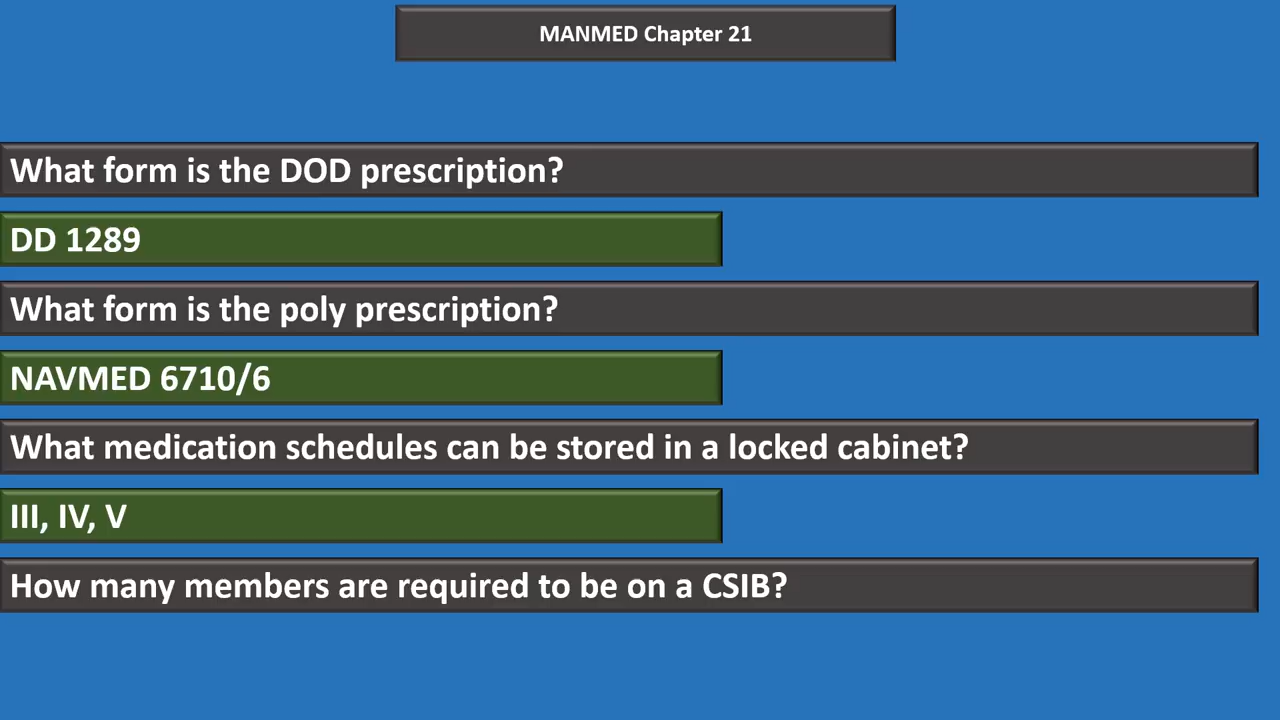 MANMED Chapter 21
What form is the DOD prescription?
DD 1289
What form is the poly prescription?
NAVMED 6710/6
What medication schedules can be stored in a locked cabinet?
III, IV, V
How many members are required to be on a CSIB?